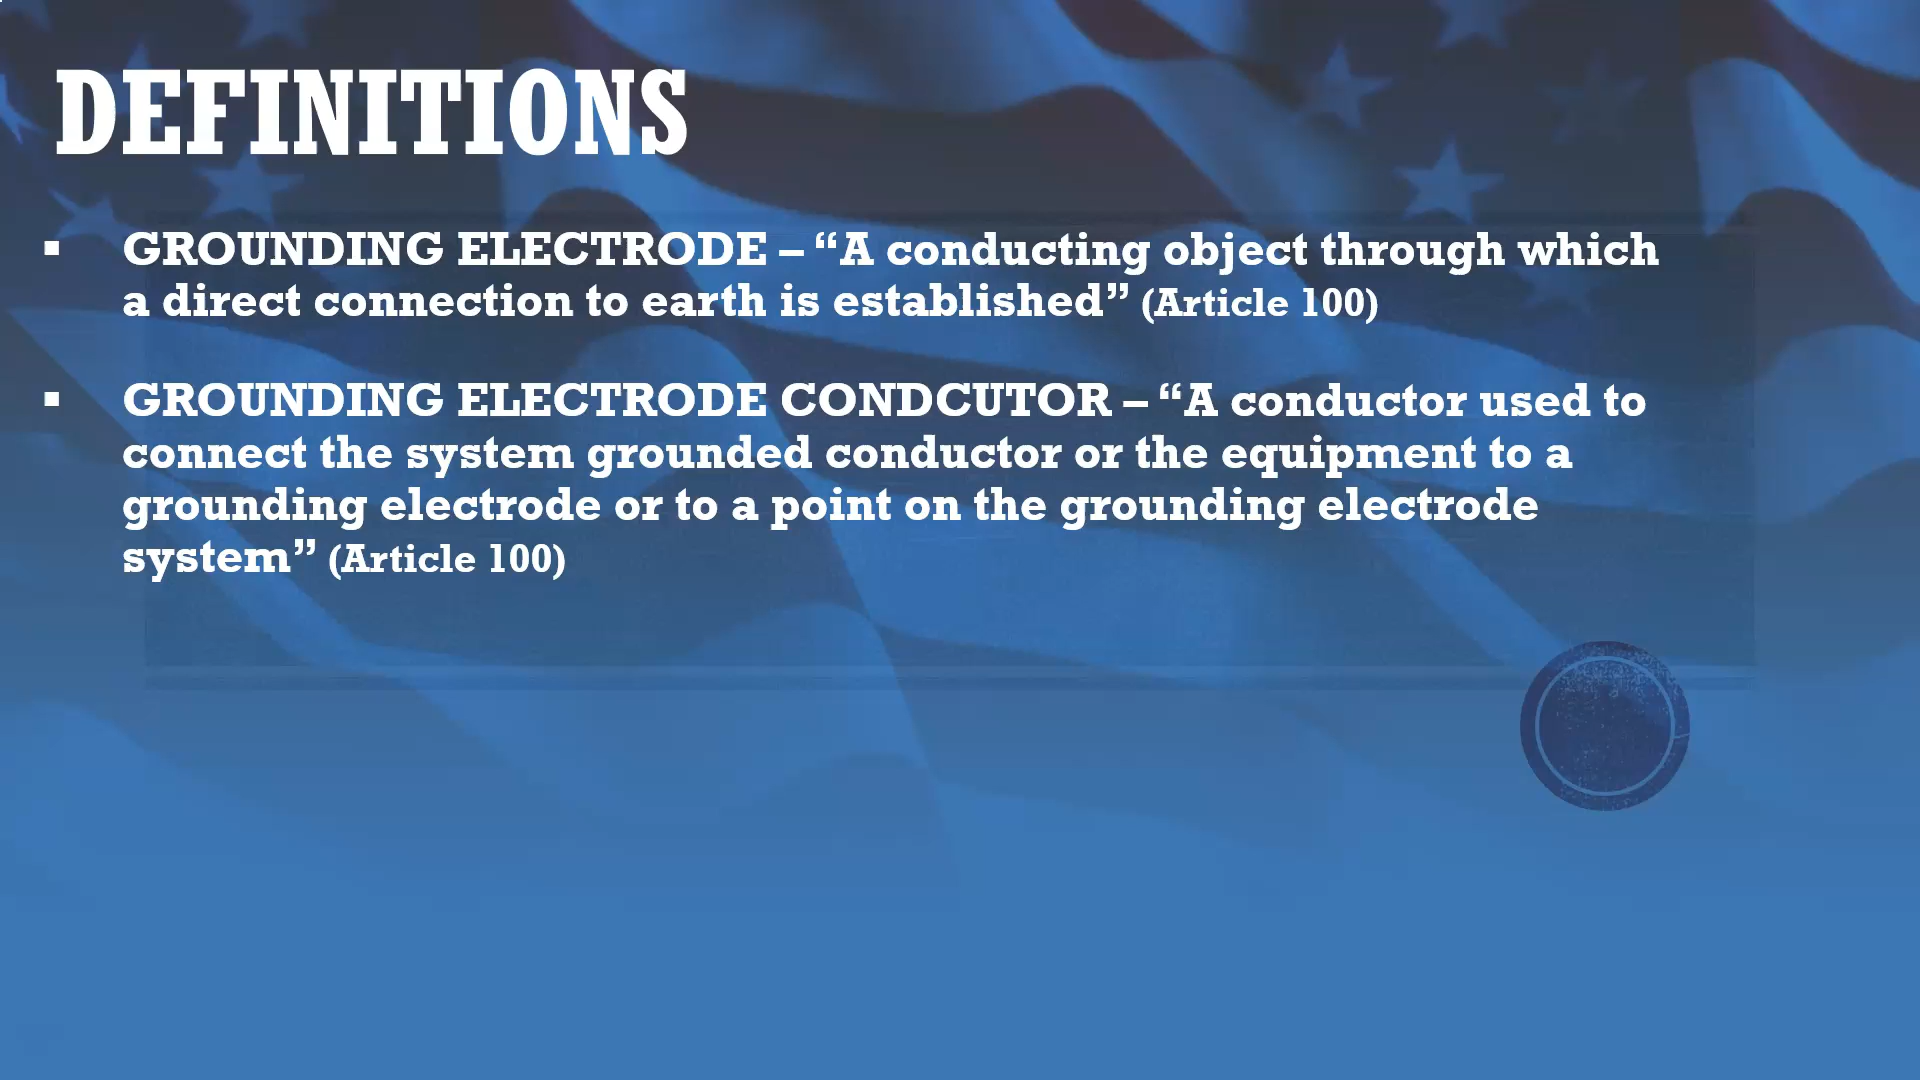 DEFINITIONS
▪ GROUNDING ELECTRODE – “A conducting object through which
a direct connection to earth is established” (Article 100)
▪ GROUNDING ELECTRODE CONDCUTOR – “A conductor used to
connect the system grounded conductor or the equipment to a
grounding electrode or to a point on the grounding electrode
system” (Article 100)